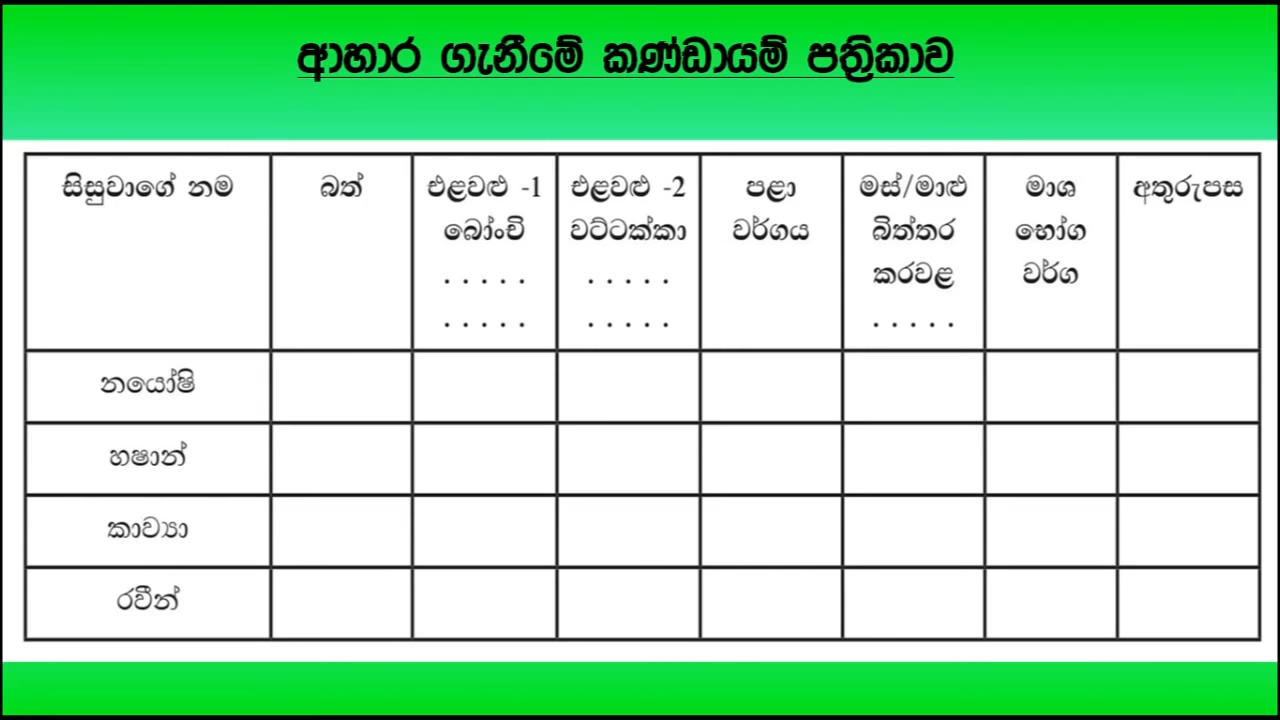 ආහාර ගැනීමේ කණ්ඩායම් පත්‍රිකාව
සිසුවාගේ නම
බත්
එළවළු -1
බෝංචි
. . . . .
. . . . .
එළවළු -2
වට්ටක්කා
. . . . .
. . . . .
පළා
වර්ගය
මස්/මාළු
බිත්තර
කරවළ
. . . . .
මාශ
භෝග
වර්ග
අතුරුපස
නයෝෂි
හෂාන්
කාව්‍යා
රවීන්